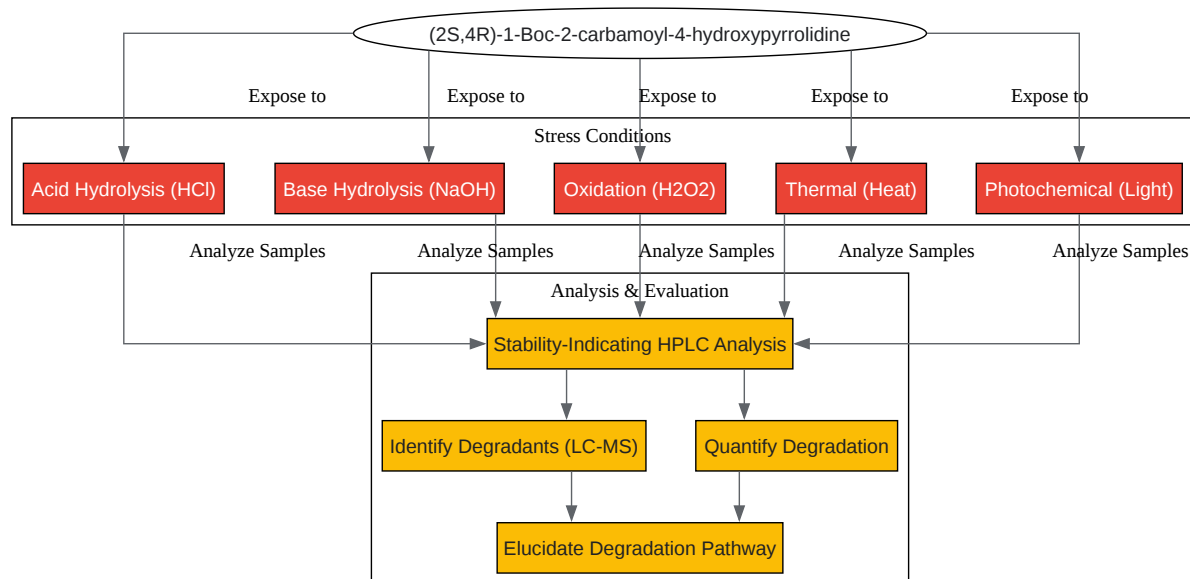 (2S,4R)-1-Boc-2-carbamoyl-4-hydroxypyrrolidine
Expose to
Expose to
Expose to
Expose to
Expose to
Stress Conditions
Acid Hydrolysis (HCl)
Base Hydrolysis (NaOH)
Oxidation (H2O2)
Thermal (Heat)
Photochemical (Light)
Analyze Samples
Analyze Samples
Analyze Samples
Analyze Samples
Analyze Samples
Analysis & Evaluation
Stability-Indicating HPLC Analysis
Identify Degradants (LC-MS)
Quantify Degradation
Elucidate Degradation Pathway